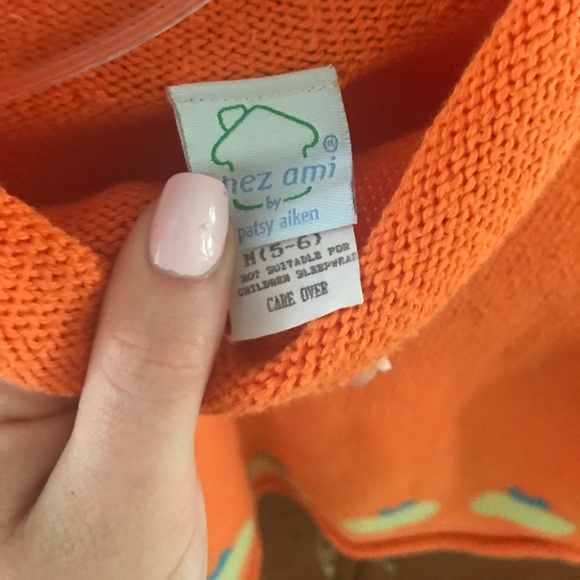 hez ami ®
by
patsy aiken
M(5-6)
NOT SUITABLE FOR
CHILDREN SLEEPWEAR
CARE OVER